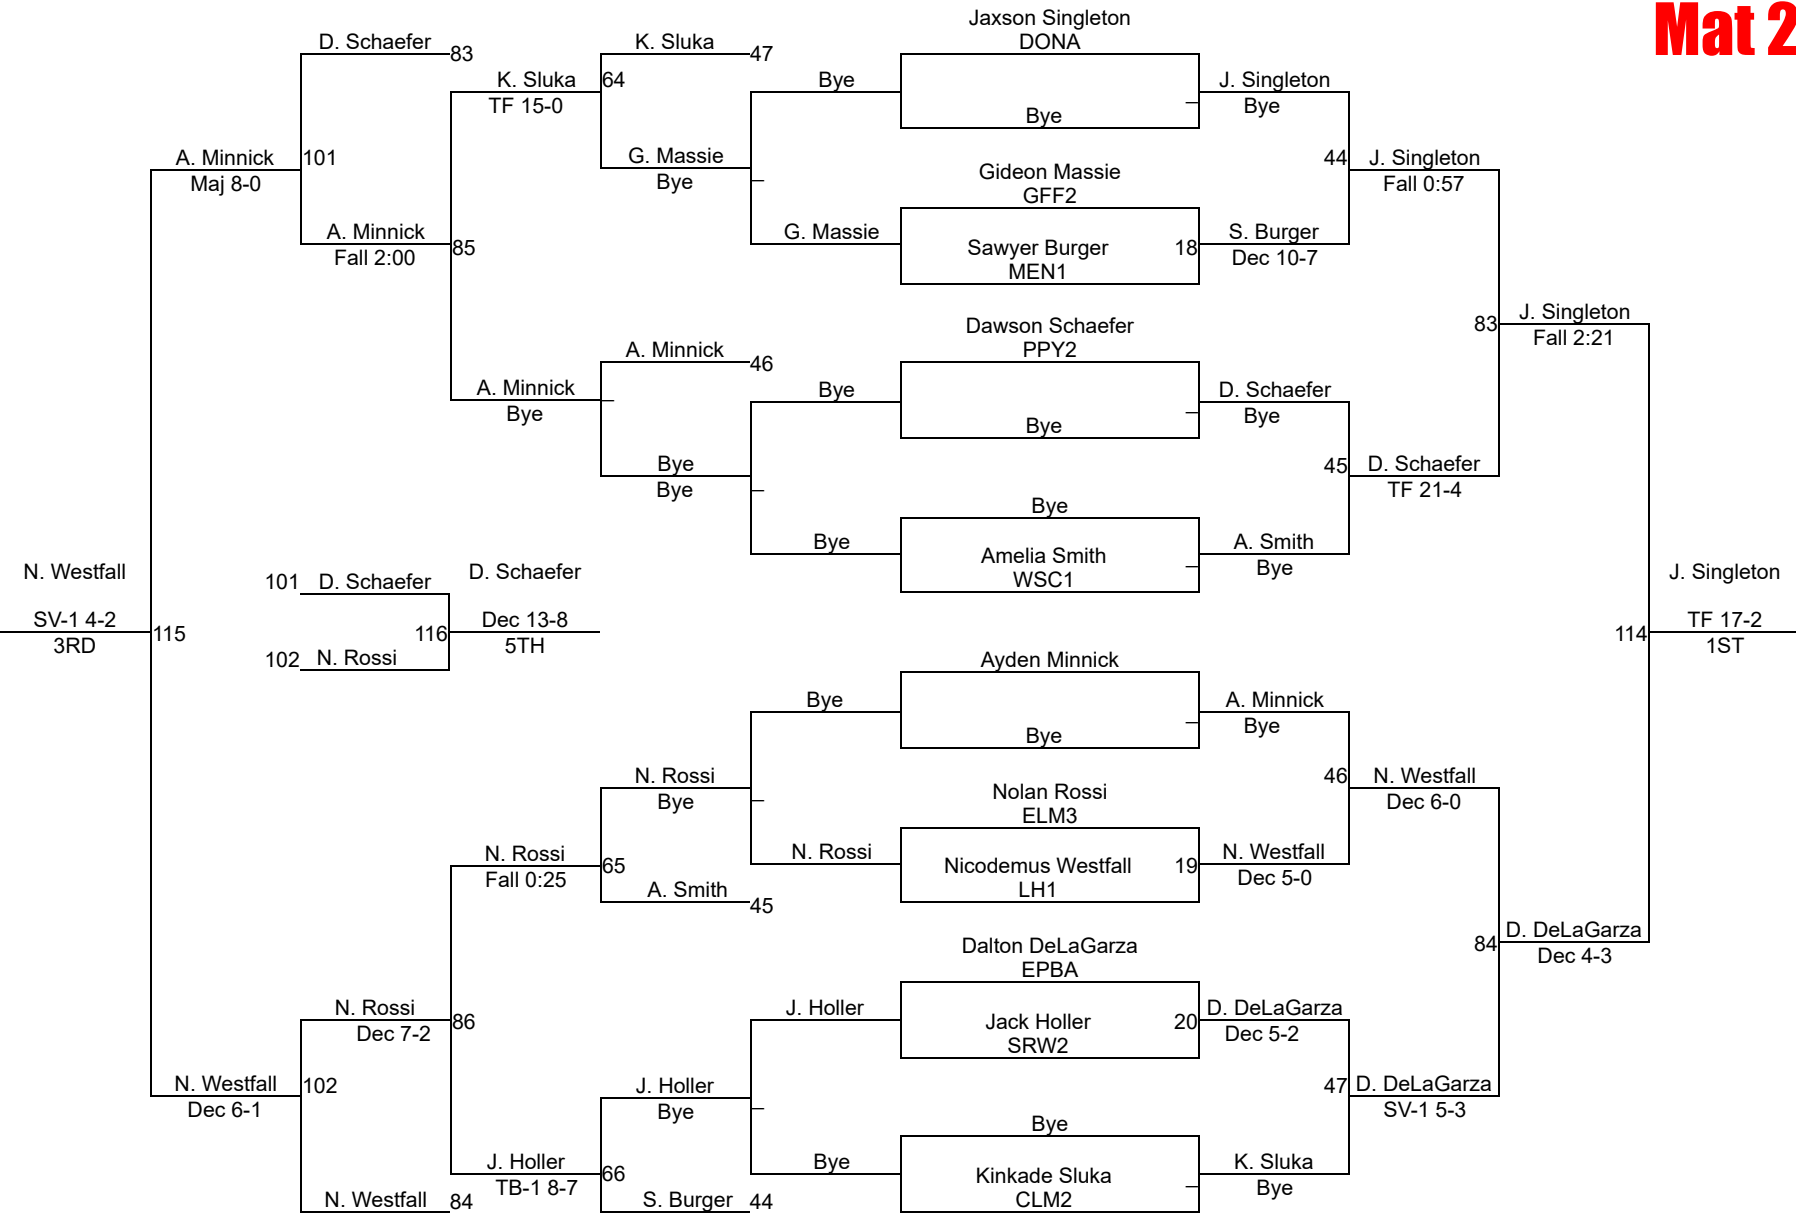 Mat 2
Jaxson Singleton
DONA
D. Schaefer
83
K. Sluka
47
K. Sluka
64
TF 15-0
Bye
Bye
J. Singleton
Bye
A. Minnick
101
Maj 8-0
G. Massie
Bye
Gideon Massie
GFF2
44
J. Singleton
Fall 0:57
A. Minnick
85
Fall 2:00
G. Massie
Sawyer Burger
18
MEN1
S. Burger
Dec 10-7
Dawson Schaefer
PPY2
83
J. Singleton
Fall 2:21
A. Minnick
46
A. Minnick
Bye
Bye
Bye
D. Schaefer
Bye
Bye
Bye
45
D. Schaefer
TF 21-4
Bye
Bye
Amelia Smith
WSC1
A. Smith
Bye
N. Westfall
SV-1 4-2
3RD
115
101
D. Schaefer
D. Schaefer
116
Dec 13-8
5TH
102
N. Rossi
J. Singleton
114
TF 17-2
1ST
Ayden Minnick
Bye
Bye
A. Minnick
Bye
N. Rossi
Bye
Nolan Rossi
ELM3
46
N. Westfall
Dec 6-0
N. Rossi
65
Fall 0:25
N. Rossi
Nicodemus Westfall
19
LH1
N. Westfall
Dec 5-0
A. Smith
45
Dalton DeLaGarza
EPBA
84
D. DeLaGarza
Dec 4-3
N. Rossi
86
Dec 7-2
J. Holler
Jack Holler
20
SRW2
D. DeLaGarza
Dec 5-2
N. Westfall
102
Dec 6-1
J. Holler
Bye
47
D. DeLaGarza
SV-1 5-3
Bye
J. Holler
66
TB-1 8-7
Bye
Kinkade Sluka
CLM2
K. Sluka
Bye
N. Westfall
84
S. Burger
44